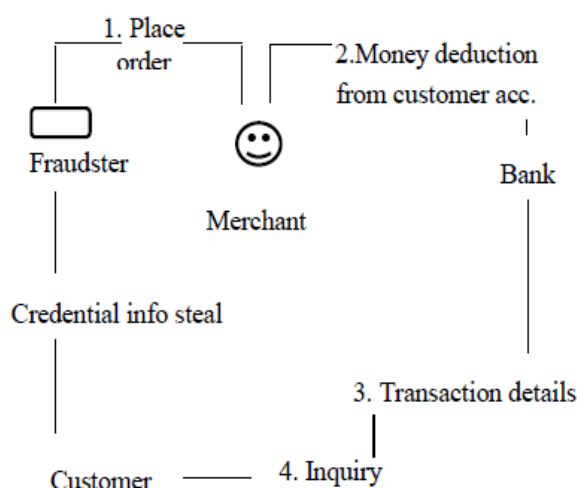 1. Place
order
2.Money deduction
from customer acc.
Fraudster
Bank
Merchant
Credential info steal
3. Transaction details
4. Inquiry
Customer